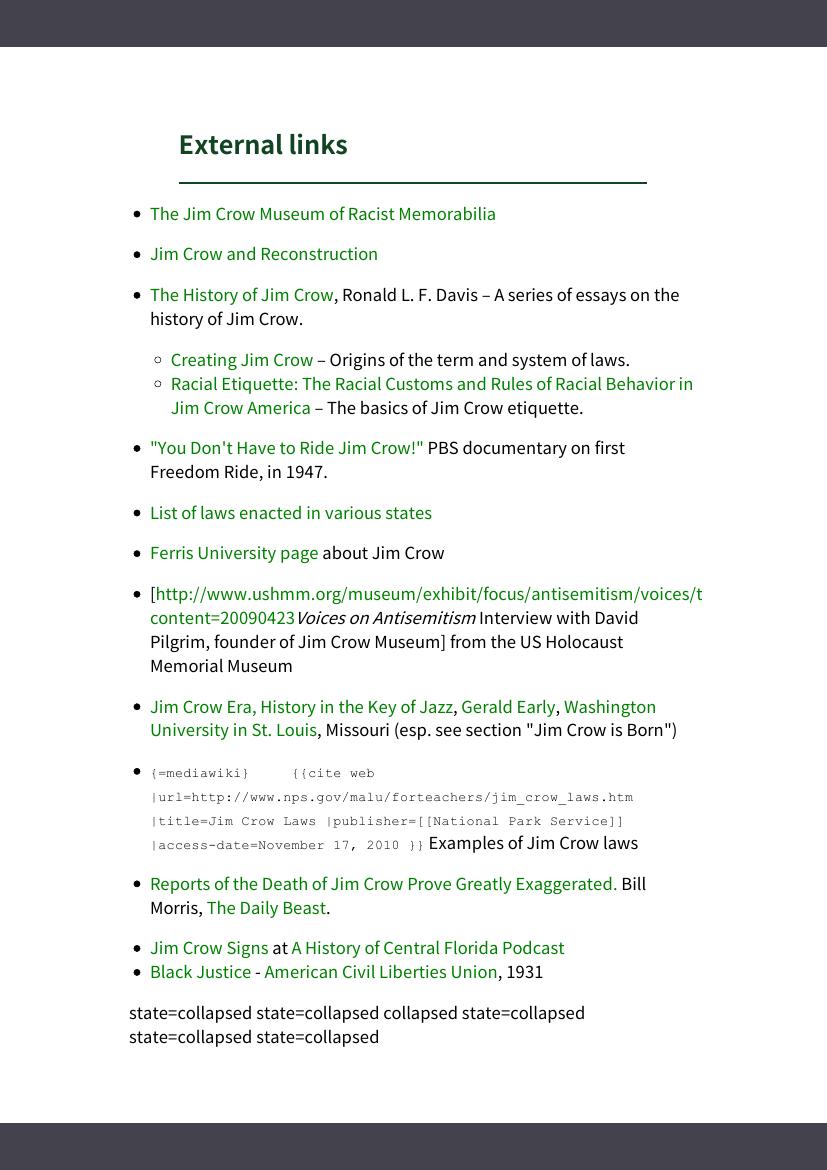 External links
The Jim Crow Museum of Racist Memorabilia
Jim Crow and Reconstruction
The History of Jim Crow, Ronald L. F. Davis – A series of essays on the
history of Jim Crow.
Creating Jim Crow – Origins of the term and system of laws.
Racial Etiquette: The Racial Customs and Rules of Racial Behavior in
Jim Crow America – The basics of Jim Crow etiquette.
"You Don't Have to Ride Jim Crow!" PBS documentary on first
Freedom Ride, in 1947.
List of laws enacted in various states
Ferris University page about Jim Crow
[http://www.ushmm.org/museum/exhibit/focus/antisemitism/voices/t
content=20090423Voices on Antisemitism Interview with David
Pilgrim, founder of Jim Crow Museum] from the US Holocaust
Memorial Museum
Jim Crow Era, History in the Key of Jazz, Gerald Early, Washington
University in St. Louis, Missouri (esp. see section "Jim Crow is Born")
{=mediawiki} {{cite web
|url=http://www.nps.gov/malu/forteachers/jim_crow_laws.htm
|title=Jim Crow Laws |publisher=[[National Park Service]]
|access-date=November 17, 2010 }} Examples of Jim Crow laws
Reports of the Death of Jim Crow Prove Greatly Exaggerated. Bill
Morris, The Daily Beast.
Jim Crow Signs at A History of Central Florida Podcast
Black Justice - American Civil Liberties Union, 1931
state=collapsed state=collapsed collapsed state=collapsed
state=collapsed state=collapsed